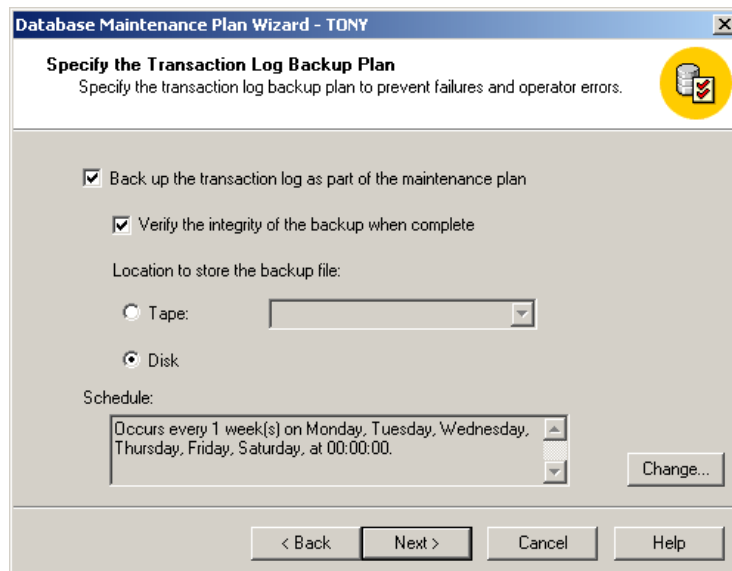 Database Maintenance Plan Wizard - TONY
Specify the Transaction Log Backup Plan
Specify the transaction log backup plan to prevent failures and operator errors.
Back up the transaction log as part of the maintenance plan
Verify the integrity of the backup when complete
Location to store the backup file:
Tape:
Disk
Schedule:
Occurs every 1 week(s) on Monday, Tuesday, Wednesday,
Thursday, Friday, Saturday, at 00:00:00.
Change...
< Back
Next >
Cancel
Help